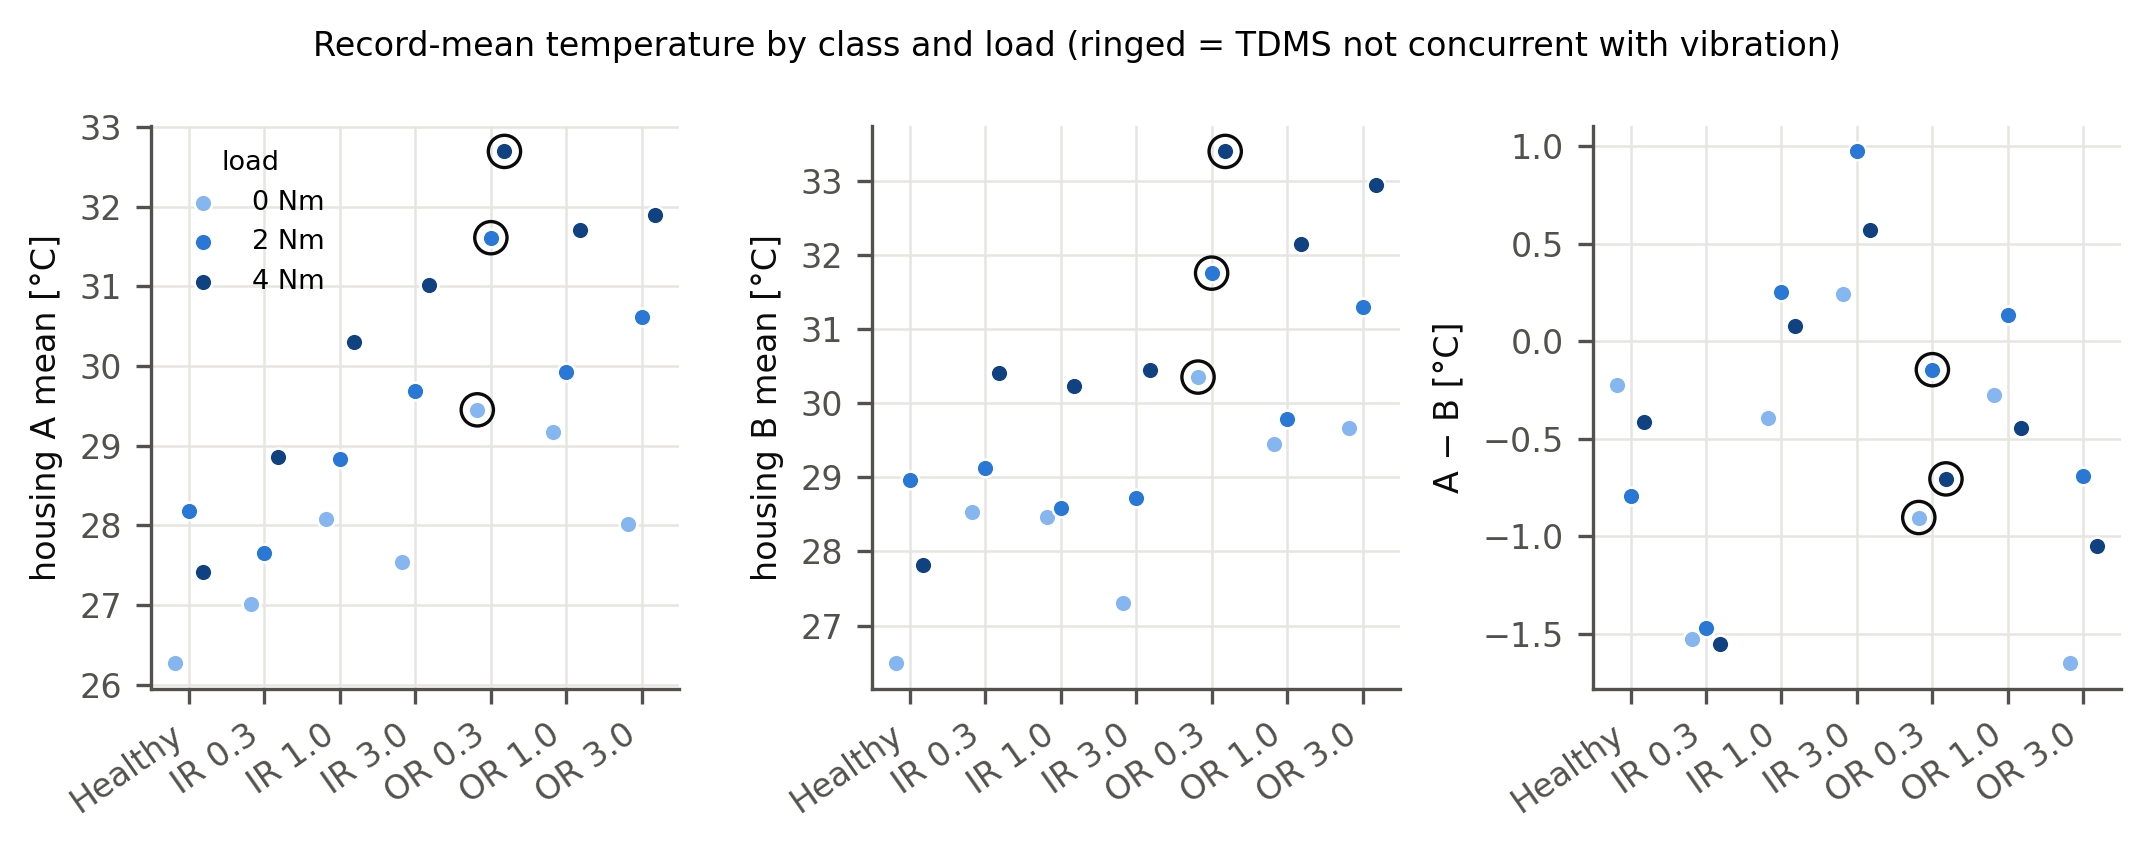 Record-mean temperature by class and load (ringed = TDMS not concurrent with vibration)
housing A mean [°C]
33
32
31
30
29
28
27
26
load
0 Nm
2 Nm
4 Nm
Healthy
IR 0.3
IR 1.0
IR 3.0
OR 0.3
OR 1.0
OR 3.0
housing B mean [°C]
33
32
31
30
29
28
27
Healthy
IR 0.3
IR 1.0
IR 3.0
OR 0.3
OR 1.0
OR 3.0
A − B [°C]
1.0
0.5
0.0
−0.5
−1.0
−1.5
Healthy
IR 0.3
IR 1.0
IR 3.0
OR 0.3
OR 1.0
OR 3.0